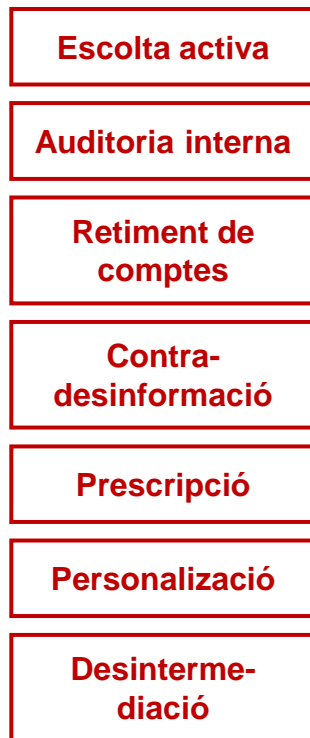 Escolta activa
Auditoria interna
Retiment de
comptes
Contra-
desinformació
Prescripció
Personalizació
Desinterme-
diació